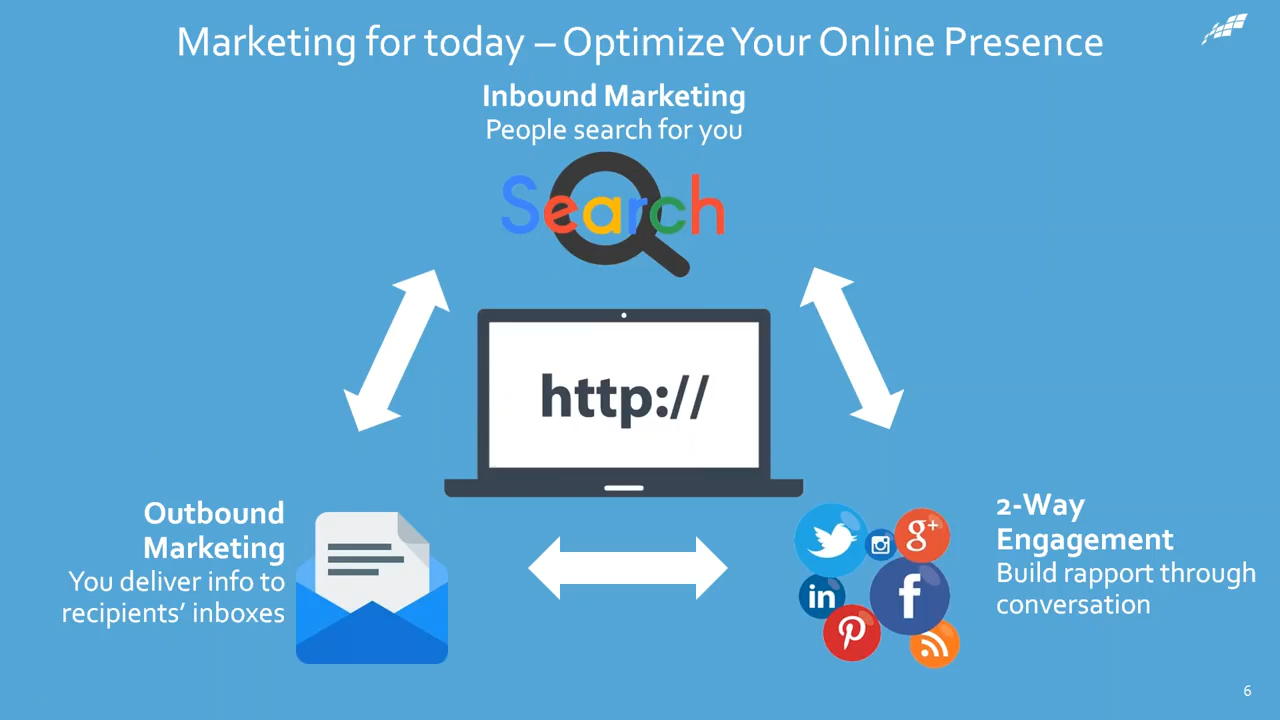 Marketing for today – Optimize Your Online Presence
Inbound Marketing
People search for you
Search
http://
Outbound
Marketing
You deliver info to
recipients’ inboxes
2-Way
Engagement
Build rapport through
conversation
g+
in
f
6